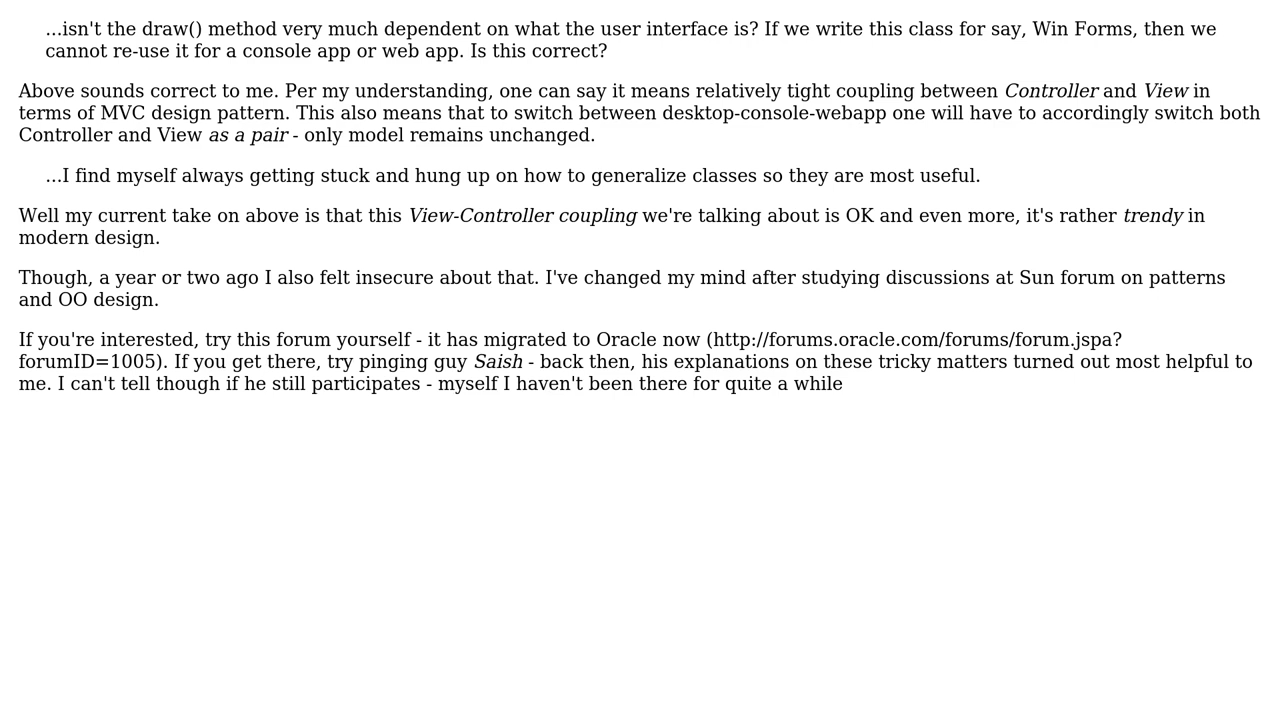 ...isn't the draw() method very much dependent on what the user interface is? If we write this class for say, Win Forms, then we
cannot re-use it for a console app or web app. Is this correct?
Above sounds correct to me. Per my understanding, one can say it means relatively tight coupling between Controller and View in
terms of MVC design pattern. This also means that to switch between desktop-console-webapp one will have to accordingly switch both
Controller and View as a pair - only model remains unchanged.
...I find myself always getting stuck and hung up on how to generalize classes so they are most useful.
Well my current take on above is that this View-Controller coupling we're talking about is OK and even more, it's rather trendy in
modern design.
Though, a year or two ago I also felt insecure about that. I've changed my mind after studying discussions at Sun forum on patterns
and OO design.
If you're interested, try this forum yourself - it has migrated to Oracle now (http://forums.oracle.com/forums/forum.jspa?
forumID=1005). If you get there, try pinging guy Saish - back then, his explanations on these tricky matters turned out most helpful to
me. I can't tell though if he still participates - myself I haven't been there for quite a while